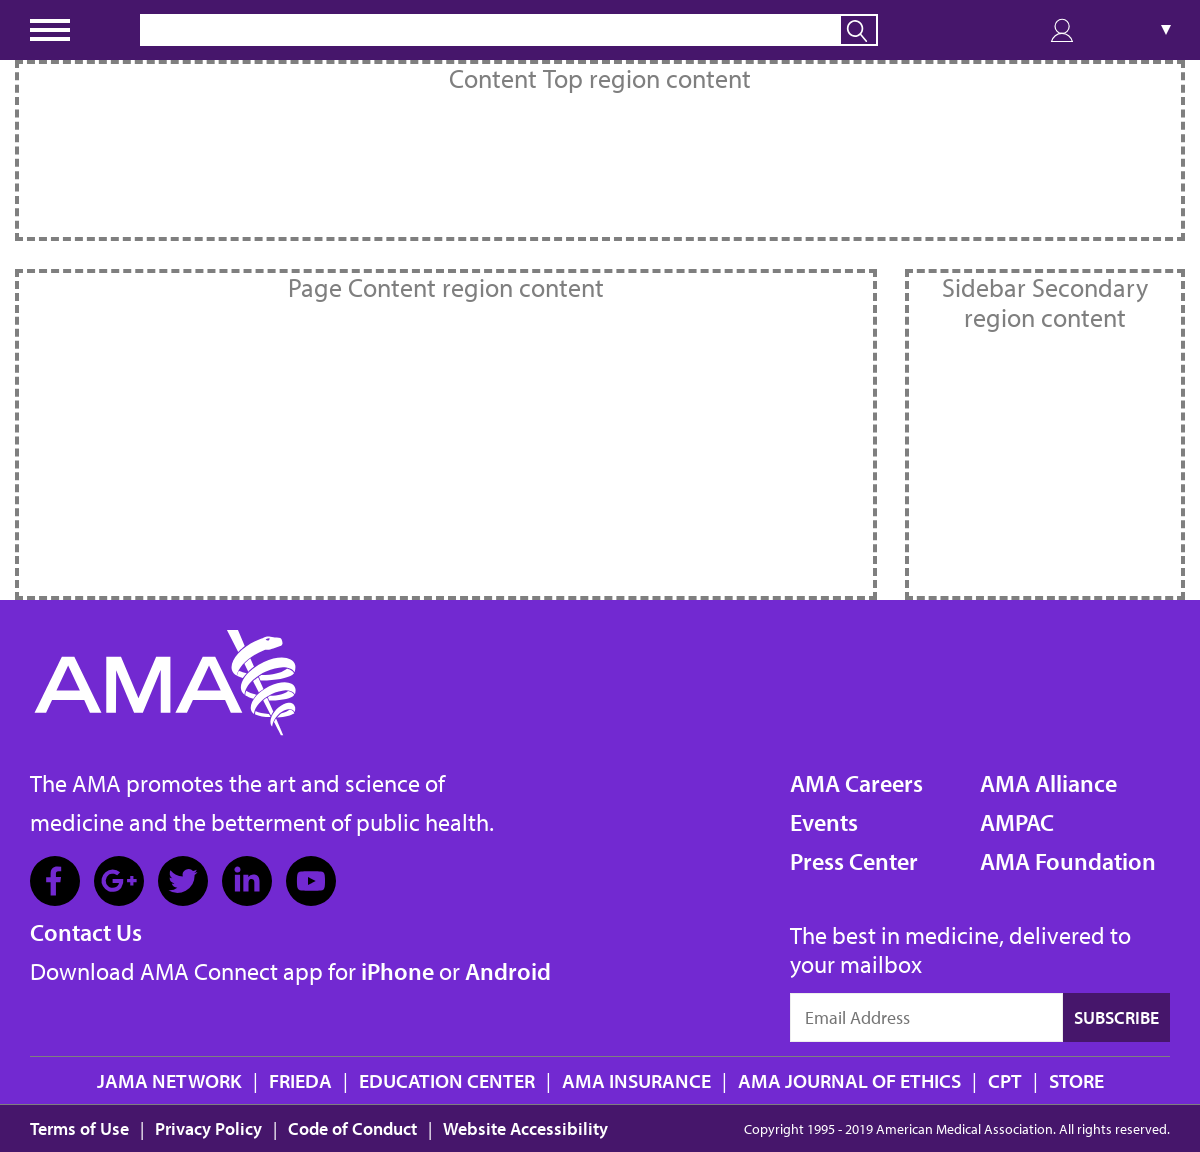 Content Top region content
Page Content region content
Sidebar Secondary
region content
AMA
The AMA promotes the art and science of
medicine and the betterment of public health.
Contact Us
Download AMA Connect app for iPhone or Android
AMA Careers
Events
Press Center
AMA Alliance
AMPAC
AMA Foundation
The best in medicine, delivered to
your mailbox
Email Address
SUBSCRIBE
JAMA NETWORK | FRIEDA | EDUCATION CENTER | AMA INSURANCE | AMA JOURNAL OF ETHICS | CPT | STORE
Terms of Use | Privacy Policy | Code of Conduct | Website Accessibility
Copyright 1995 - 2019 American Medical Association. All rights reserved.